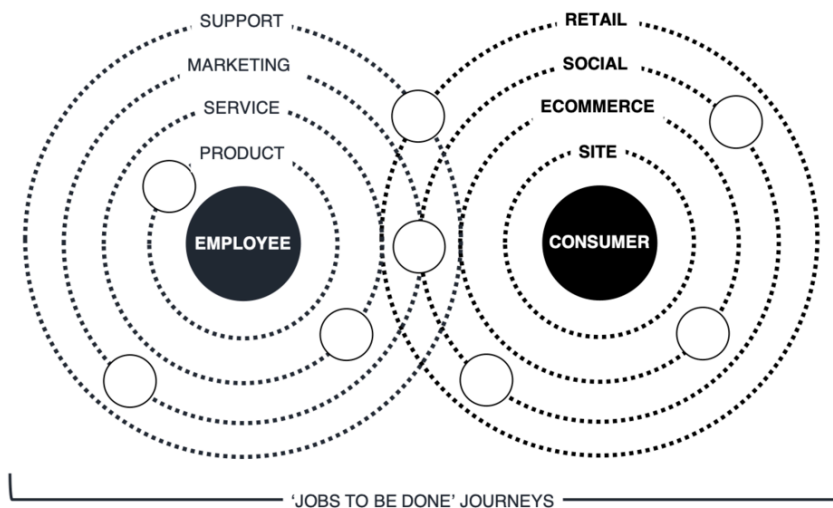 SUPPORT
MARKETING
SERVICE
PRODUCT
EMPLOYEE
RETAIL
SOCIAL
ECOMMERCE
SITE
CONSUMER
‘JOBS TO BE DONE’ JOURNEYS